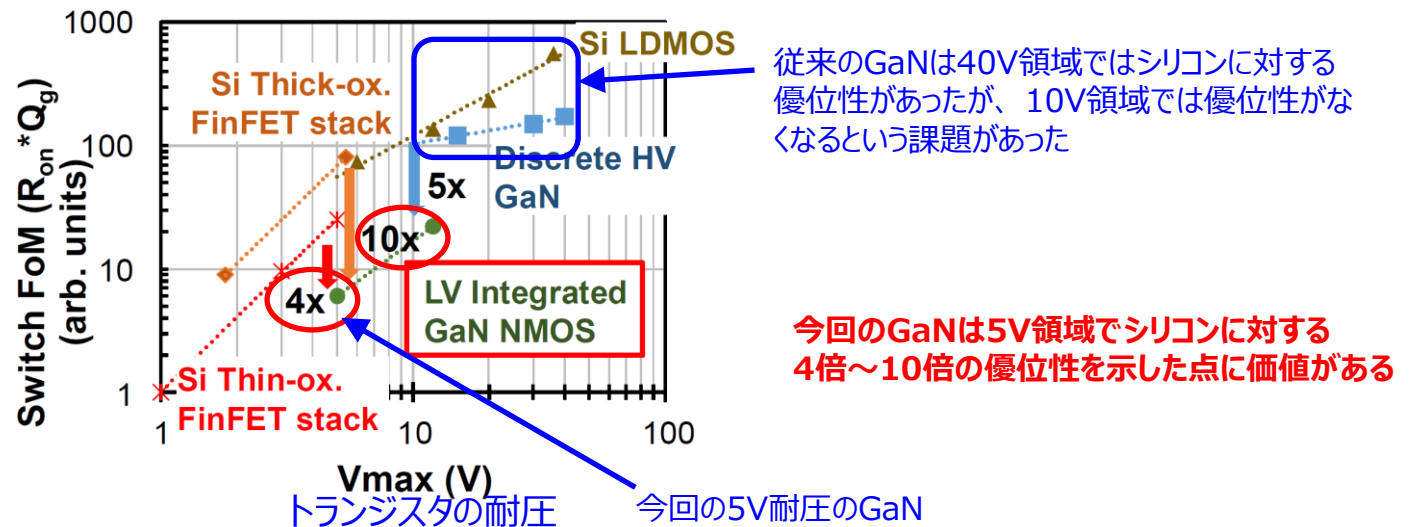 1000
100
10
1
Switch FoM (Ron*Qg)
(arb. units)
Si LDMOS
Si Thick-ox.
FinFET stack
Discrete HV
GaN
5x
10x
4x
LV Integrated
GaN NMOS
Si Thin-ox.
FinFET stack
1
10
100
Vmax (V)
トランジスタの耐圧
今回の5V耐圧のGaN
従来のGaNは40V領域ではシリコンに対する
優位性があったが、10V領域では優位性がな
くなるという課題があった
今回のGaNは5V領域でシリコンに対する
4倍～10倍の優位性を示した点に価値がある